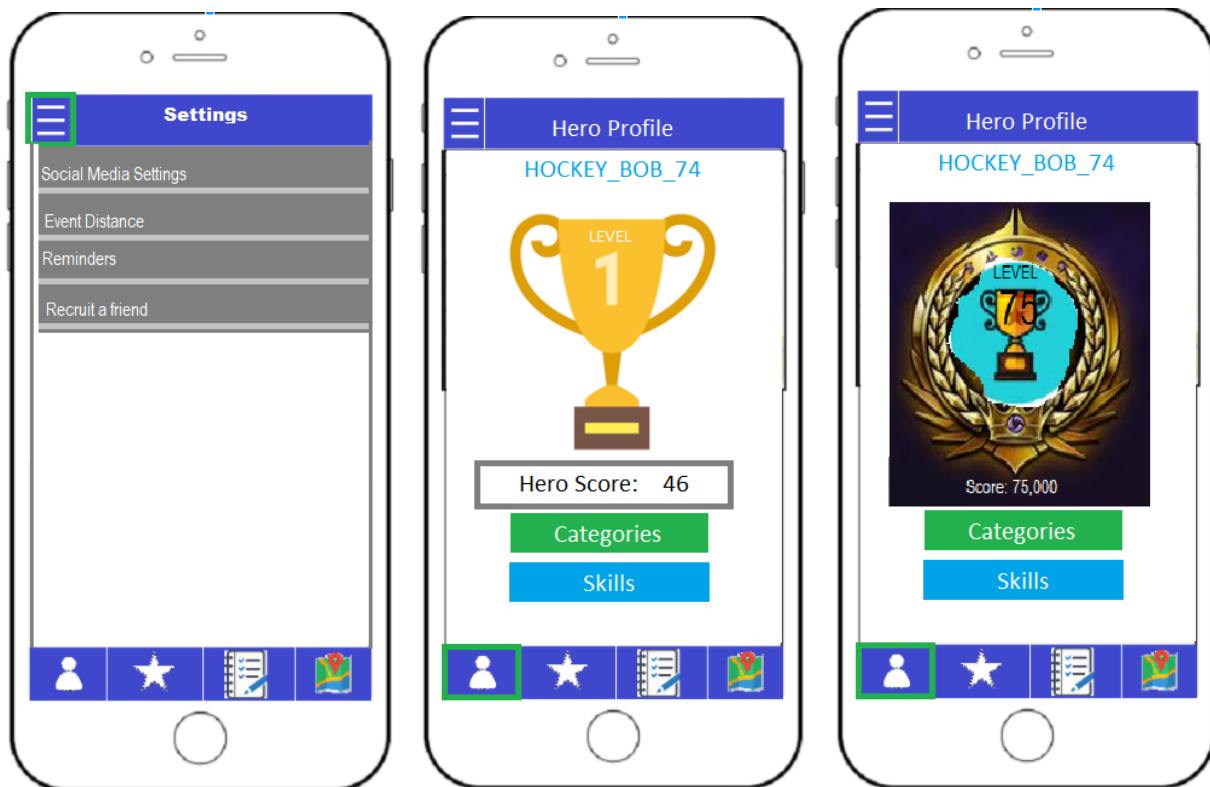 Settings
Social Media Settings
Event Distance
Reminders
Recruit a friend
Hero Profile
HOCKEY_BOB_74
LEVEL
1
Hero Score: 46
Categories
Skills
Hero Profile
HOCKEY_BOB_74
LEVEL
75
Score: 75,000
Categories
Skills